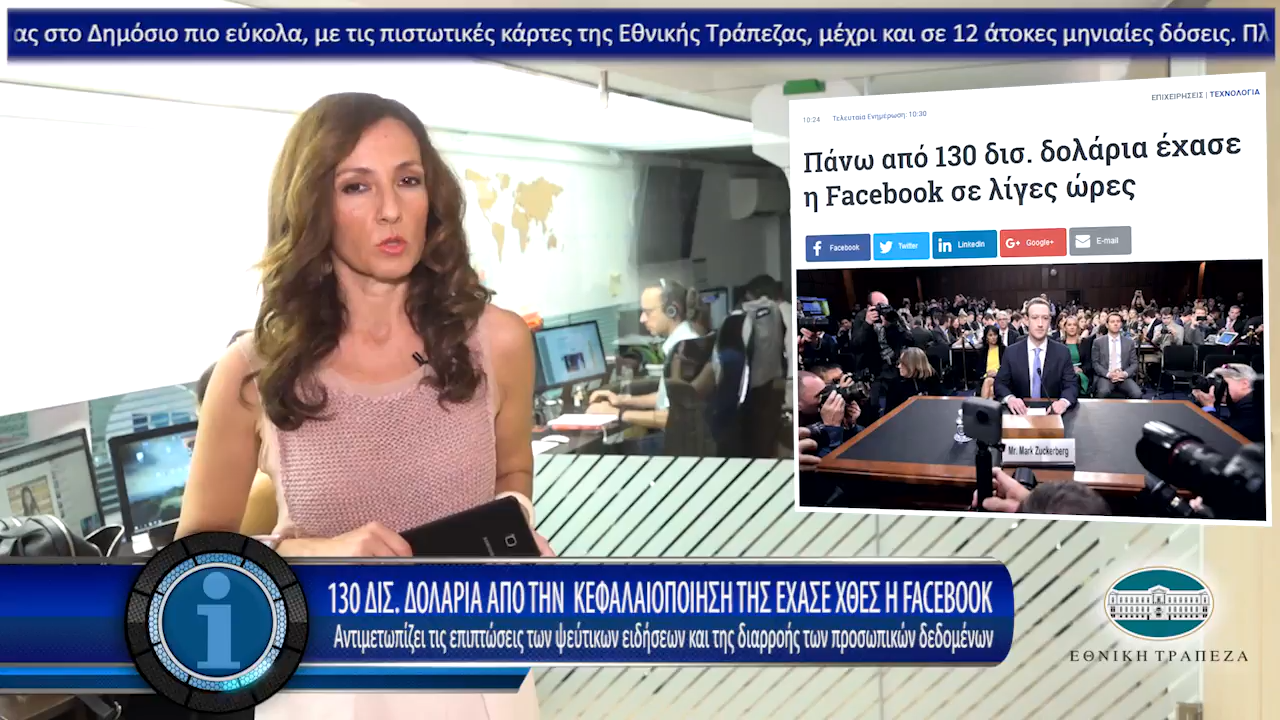 ας στο Δημόσιο πιο εύκολα, με τις πιστωτικές κάρτες της Εθνικής Τράπεζας, μέχρι και σε 12 άτοκες μηνιαίες δόσεις. Πλ
ΕΠΙΧΕΙΡΗΣΕΙΣ | ΤΕΧΝΟΛΟΓΙΑ
10:24 Τελευταία Ενημέρωση: 10:30
Πάνω από 130 δισ. δολάρια έχασε
η Facebook σε λίγες ώρες
Facebook Twitter LinkedIn Google+ E-mail
Mr. Mark Zuckerberg
SAMSUNG
130 ΔΙΣ. ΔΟΛΑΡΙΑ ΑΠΟ ΤΗΝ ΚΕΦΑΛΑΙΟΠΟΙΗΣΗ ΤΗΣ ΕΧΑΣΕ ΧΘΕΣ Η FACEBOOK
Αντιμετωπίζει τις επιπτώσεις των ψεύτικων ειδήσεων και της διαρροής των προσωπικών δεδομένων
ΕΘΝΙΚΗ ΤΡΑΠΕΖΑ